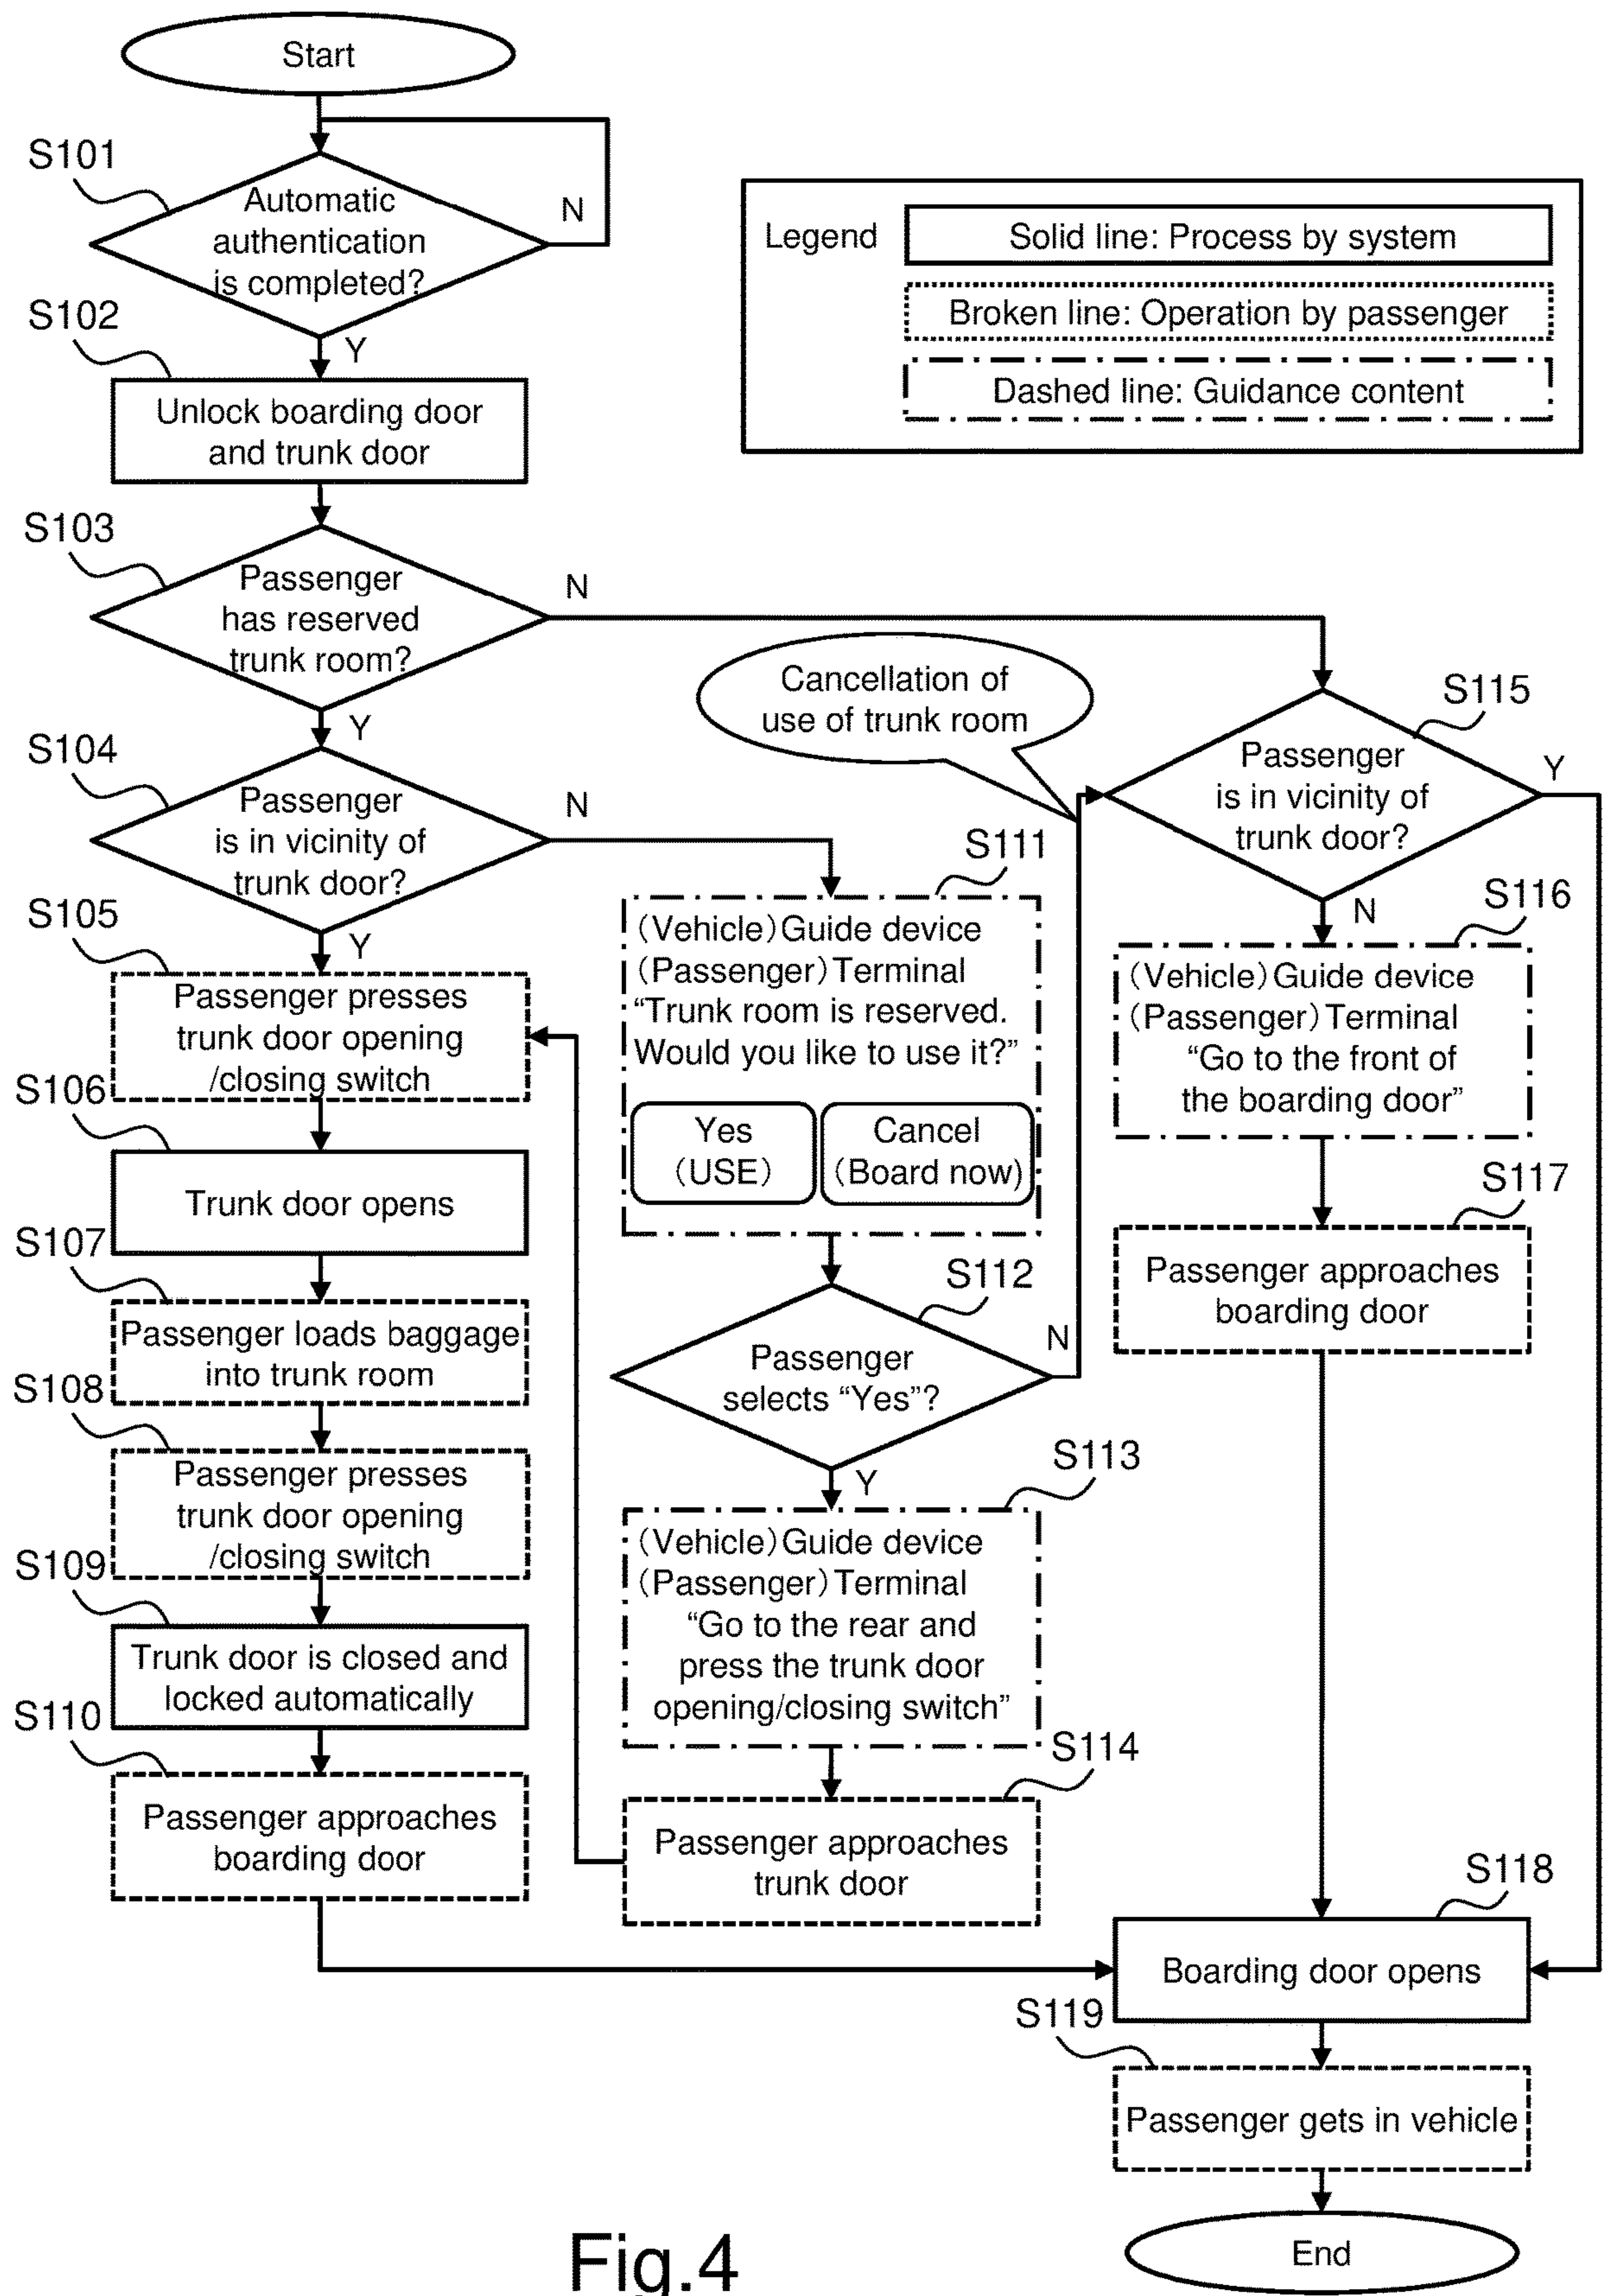 Start
S101
Automatic
authentication
is completed?
N
Y
Legend
Solid line: Process by system
Broken line: Operation by passenger
Dashed line: Guidance content
S102
Unlock boarding door
and trunk door
S103
Passenger
has reserved
trunk room?
N
Y
S104
Passenger
is in vicinity of
trunk door?
N
Y
S105
Passenger presses
trunk door opening
/closing switch
S106
Trunk door opens
S107
Passenger loads baggage
into trunk room
S108
Passenger presses
trunk door opening
/closing switch
S109
Trunk door is closed and
locked automatically
S110
Passenger approaches
boarding door
Cancellation of
use of trunk room
S111
(Vehicle) Guide device
(Passenger) Terminal
“Trunk room is reserved.
Would you like to use it?”
Yes
(USE)
Cancel
(Board now)
S112
Passenger
selects “Yes”?
N
Y
S113
(Vehicle) Guide device
(Passenger) Terminal
“Go to the rear and
press the trunk door
opening/closing switch”
S114
Passenger approaches
trunk door
S115
Passenger
is in vicinity of
trunk door?
Y
N
S116
(Vehicle) Guide device
(Passenger) Terminal
“Go to the front of
the boarding door”
S117
Passenger approaches
boarding door
S118
Boarding door opens
S119
Passenger gets in vehicle
End
Fig.4